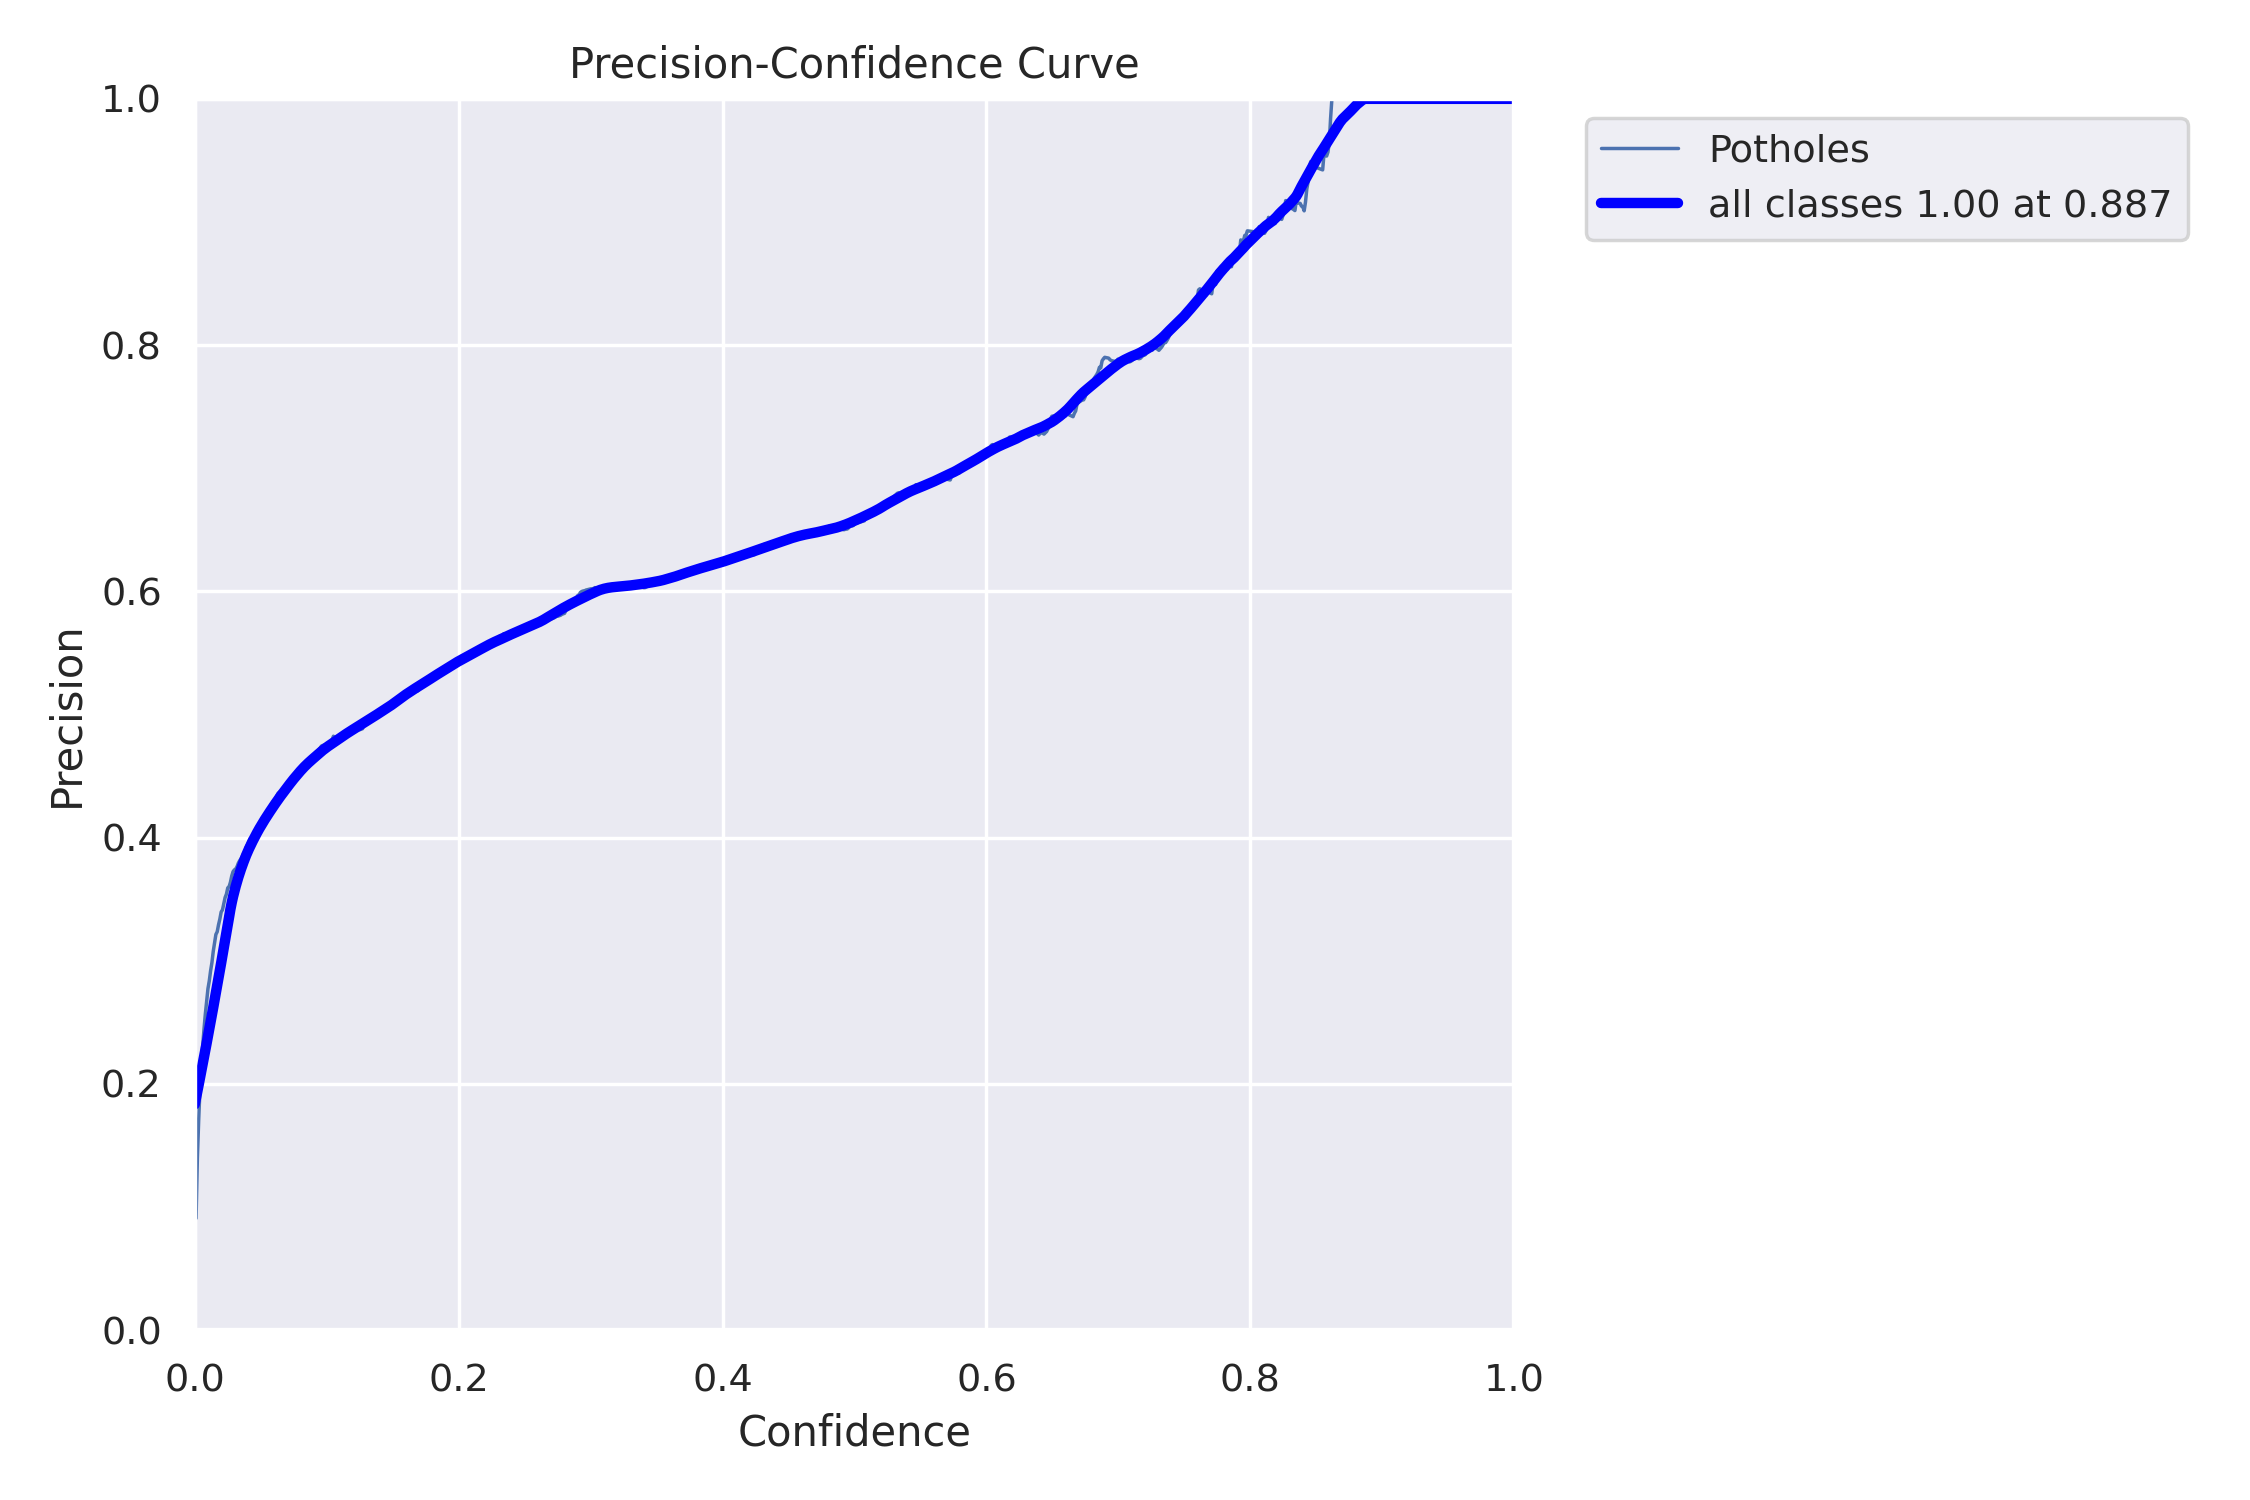 Precision-Confidence Curve
Potholes
all classes 1.00 at 0.887
1.0
0.8
0.6
0.4
0.2
0.0
Precision
0.0 0.2 0.4 0.6 0.8 1.0
Confidence